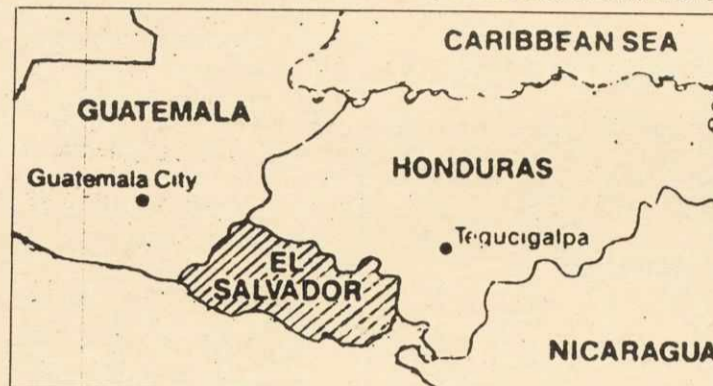 CARIBBEAN SEA
GUATEMALA
HONDURAS
Guatemala City
Tegucigalpa
EL
SALVADOR
NICARAGUA